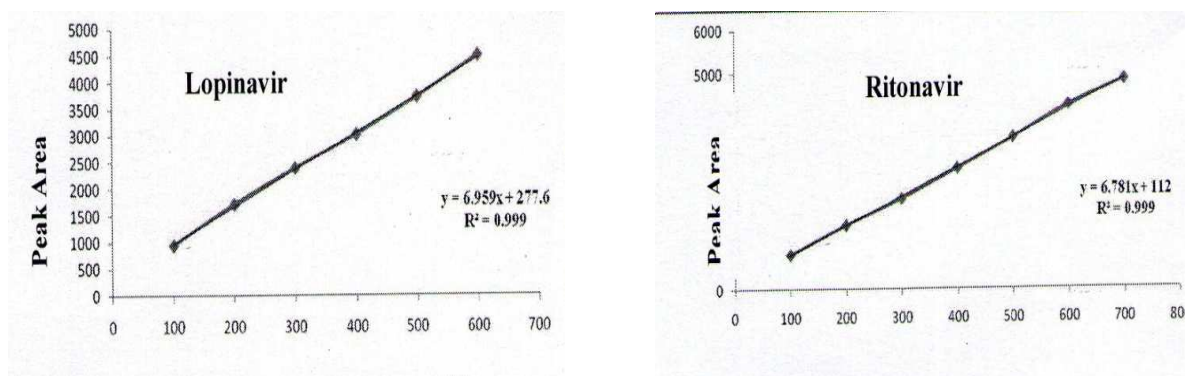 Lopinavir
Peak Area
5000
4500
4000
3500
3000
2500
2000
1500
1000
500
0
0 100 200 300 400 500 600 700
y = 6.959x + 277.6
R² = 0.999
Ritonavir
Peak Area
6000
5000
0
0 100 200 300 400 500 600 700 80
y = 6.781x + 112
R² = 0.999